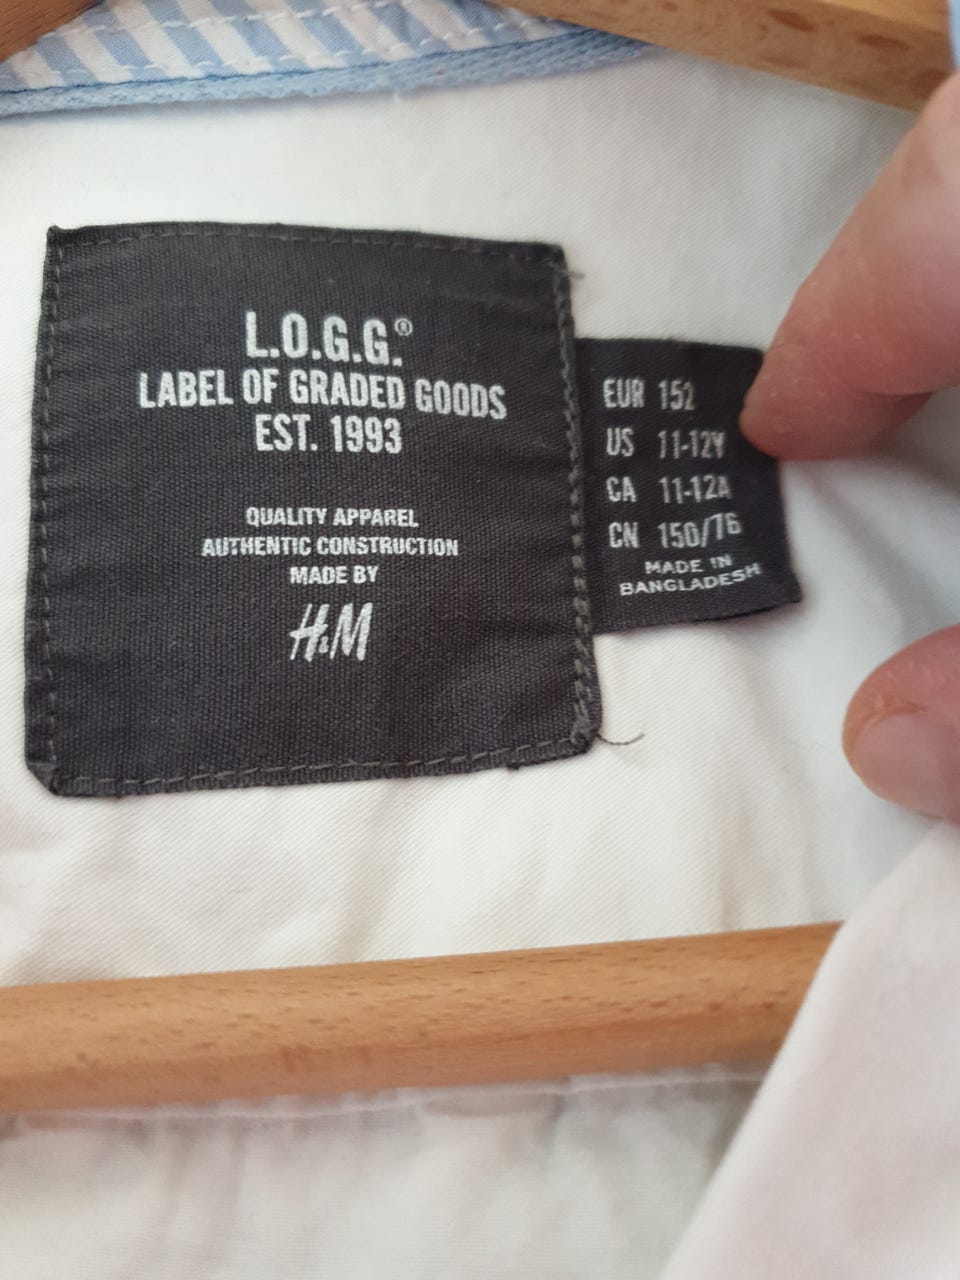 L.O.G.G.®
LABEL OF GRADED GOODS
EST. 1993
QUALITY APPAREL
AUTHENTIC CONSTRUCTION
MADE BY
H&M
EUR 152
US 11-12Y
CA 11-12A
CN 150/76
MADE IN
BANGLADESH